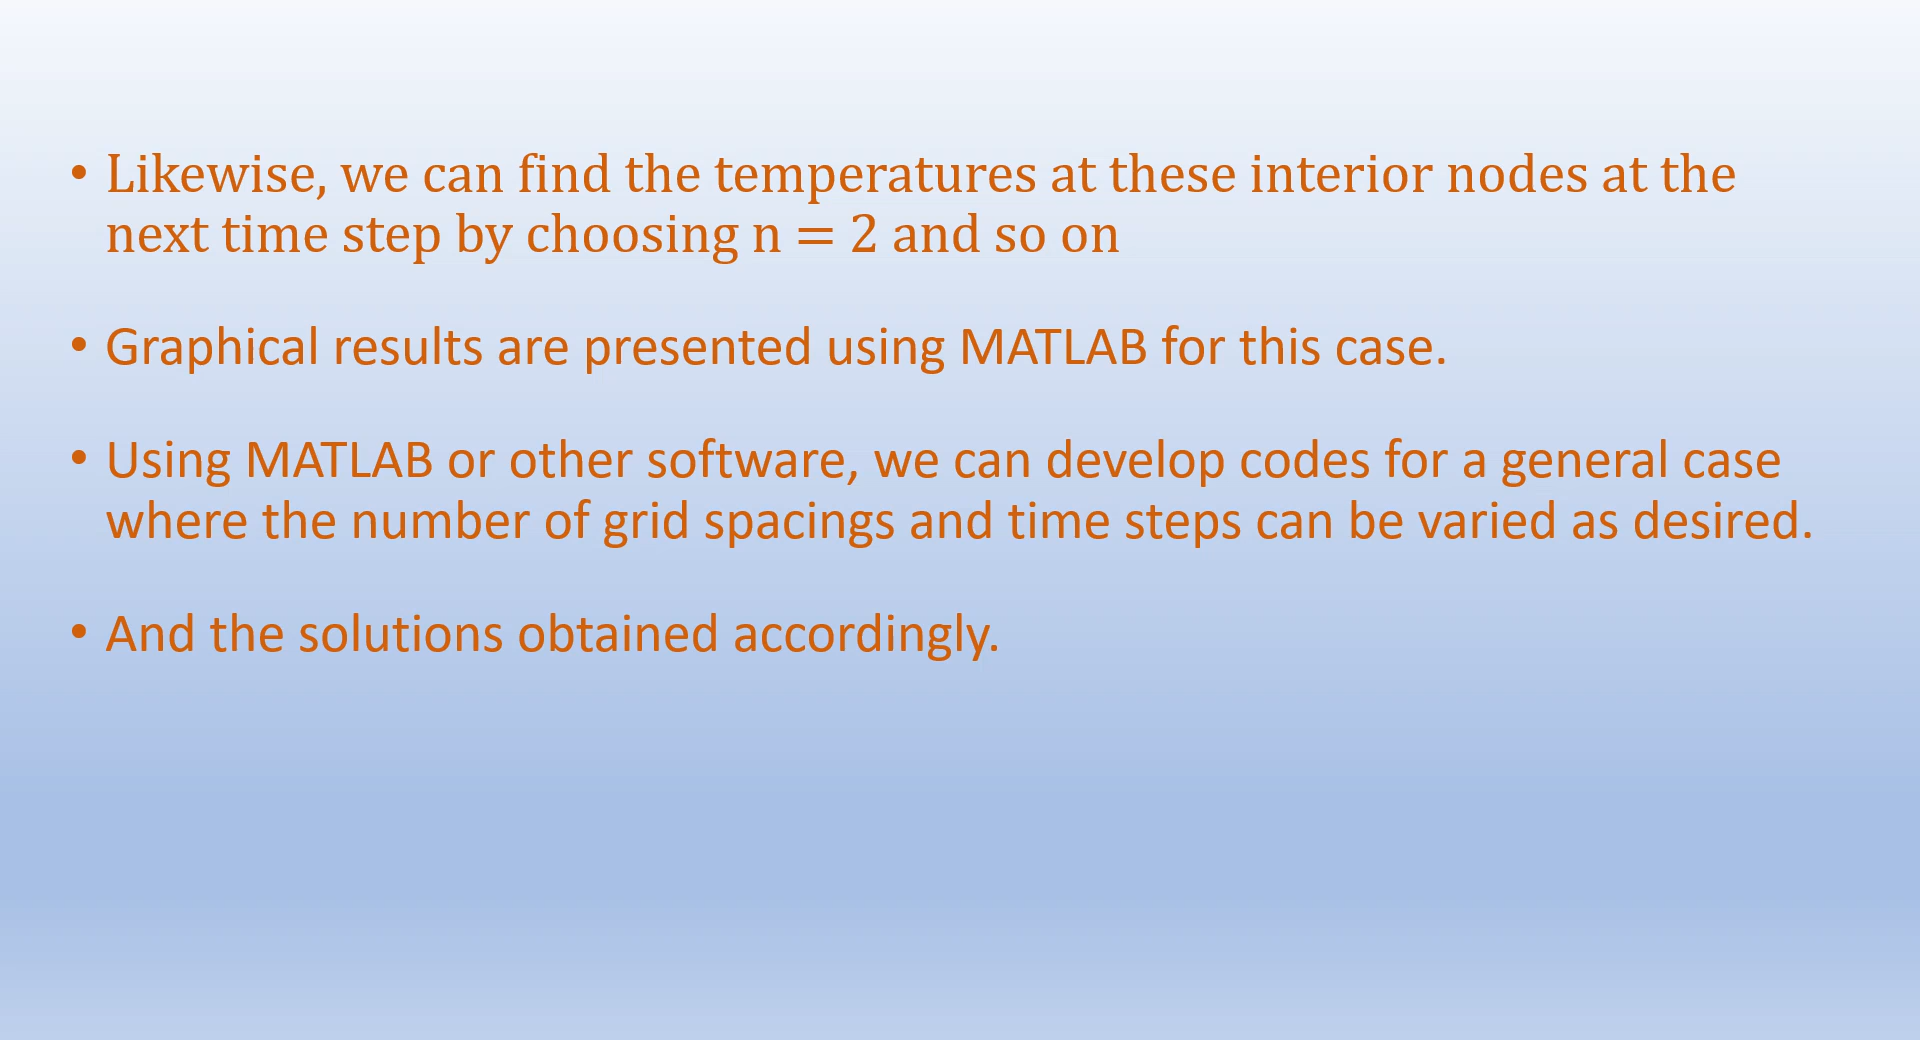 • Likewise, we can find the temperatures at these interior nodes at the
next time step by choosing n = 2 and so on
• Graphical results are presented using MATLAB for this case.
• Using MATLAB or other software, we can develop codes for a general case
where the number of grid spacings and time steps can be varied as desired.
• And the solutions obtained accordingly.